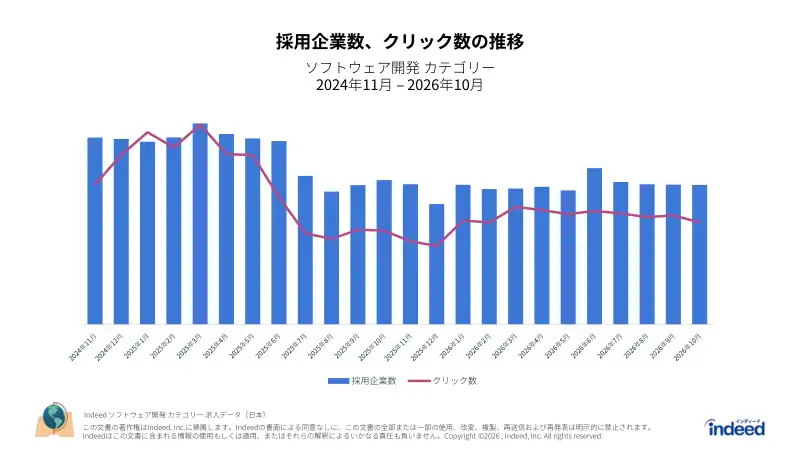 採用企業数、クリック数の推移
ソフトウェア開発 カテゴリー
2024年11月 – 2026年10月
2024年11月
2024年12月
2025年1月
2025年2月
2025年3月
2025年4月
2025年5月
2025年6月
2025年7月
2025年8月
2025年9月
2025年10月
2025年11月
2025年12月
2026年1月
2026年2月
2026年3月
2026年4月
2026年5月
2026年6月
2026年7月
2026年8月
2026年9月
2026年10月
採用企業数 クリック数
Indeed ソフトウェア開発 カテゴリー 求人データ（日本）
この文書の著作権はIndeed, Inc.に帰属します。Indeedの書面による同意なしに、この文書の全部または一部の使用、改変、複製、再送信および再発表は明示的に禁止されます。
Indeedはこの文書に含まれる情報の使用もしくは適用、またはそれらの解釈によるいかなる責任も負いません。Copyright ©2026 , Indeed, Inc. All rights reserved.
インディード
indeed